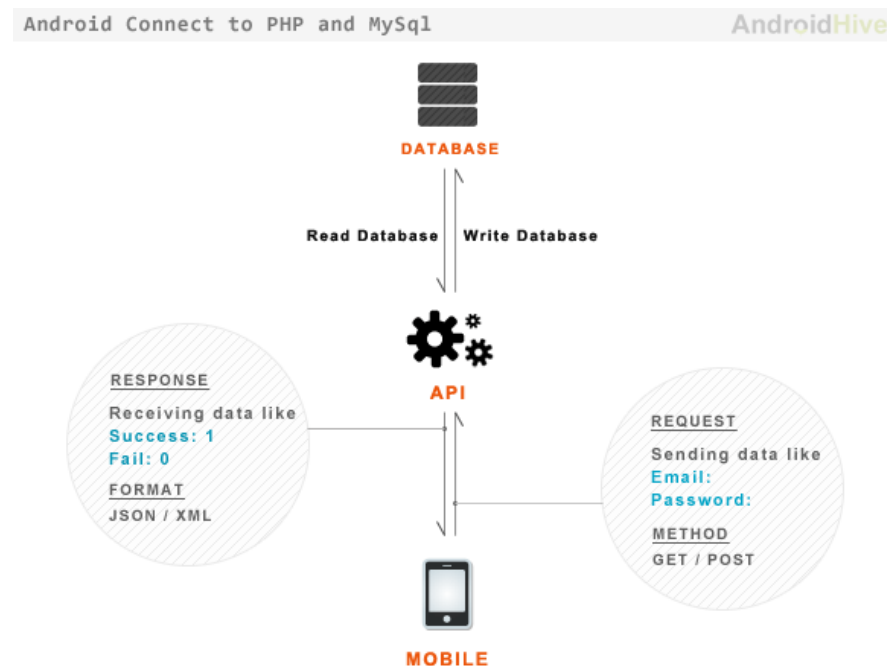 Android Connect to PHP and MySql
AndroidHive
DATABASE
Read Database
Write Database
API
RESPONSE
Receiving data like
Success: 1
Fail: 0
FORMAT
JSON / XML
REQUEST
Sending data like
Email:
Password:
METHOD
GET / POST
MOBILE